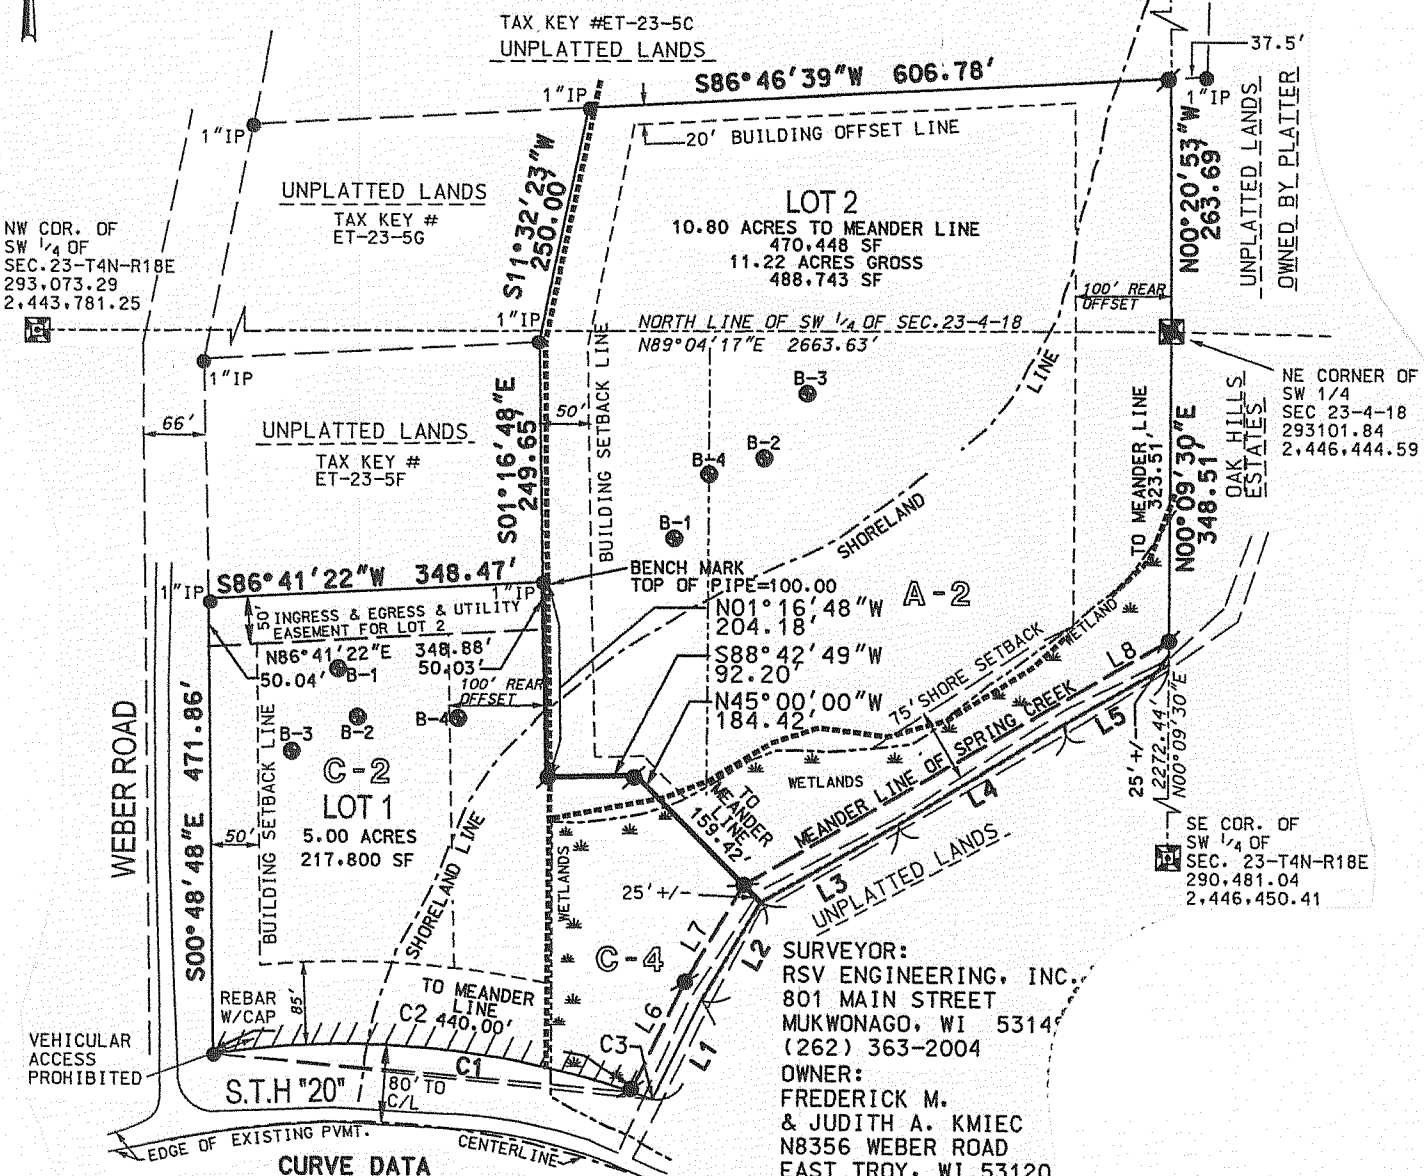 TAX KEY #ET-23-5C
UNPLATTED LANDS
S86°46'39"W 606.78'
37.5'
1"IP
1"IP
1"IP
20' BUILDING OFFSET LINE
UNPLATTED LANDS
OWNED BY PLATTER
N00°20'53"W
263.69'
S11°32'23"W
250.00'
UNPLATTED LANDS
TAX KEY #
ET-23-5G
LOT 2
10.80 ACRES TO MEANDER LINE
470,448 SF
11.22 ACRES GROSS
488,743 SF
NW COR. OF
SW 1/4 OF
SEC.23-T4N-R18E
293,073.29
2,443,781.25
100' REAR
OFFSET
1"IP
NORTH LINE OF SW 1/4 OF SEC.23-4-18
N89°04'17"E 2663.63'
1"IP
66'
B-3
LINE
NE CORNER OF
SW 1/4
SEC 23-4-18
293101.84
2,446,444.59
50'
BUILDING SETBACK LINE
UNPLATTED LANDS
TAX KEY #
ET-23-5F
S01°16'48"E
249.65'
B-2
B-4
B-1
SHORELAND
TO MEANDER LINE
323.51'
N00°09'30"E
348.51'
OAK HILLS
ESTATES
S86°41'22"W 348.47'
1"IP
1"IP
BENCH MARK
TOP OF PIPE=100.00
50'
INGRESS & EGRESS & UTILITY
EASEMENT FOR LOT 2
N01°16'48"W
204.18'
A-2
WETLAND
N86°41'22"E 348.88'
50.04'
50.03'
B-1
S88°42'49"W
92.20'
75' SHORE SETBACK
L8
100' REAR
OFFSET
N45°00'00"W
184.42'
B-4
B-2
B-3
WEBER ROAD
S00°48'48"E 471.86'
BUILDING SETBACK LINE
C-2
LOT 1
5.00 ACRES
217,800 SF
50'
SHORELAND LINE
WETLANDS
MEANDER LINE OF SPRING CREEK
L5
L4
25'+/-
2272.44'
N00°09'30"E
TO
MEANDER
LINE
159.42'
WETLANDS
25'+/-
L3
UNPLATTED LANDS
SE COR. OF
SW 1/4 OF
SEC. 23-T4N-R18E
290,481.04
2,446,450.41
C-4
L7
L2
L6
L1
TO MEANDER
LINE
440.00'
C2
85'
REBAR
W/CAP
VEHICULAR
ACCESS
PROHIBITED
C3
C1
S.T.H "20"
80' TO
C/L
EDGE OF EXISTING PVMT.
CENTERLINE
CURVE DATA
SURVEYOR:
RSV ENGINEERING, INC.
801 MAIN STREET
MUKWONAGO, WI 53149
(262) 363-2004
OWNER:
FREDERICK M.
& JUDITH A. KMIEC
N8356 WEBER ROAD
EAST TROY, WI 53120